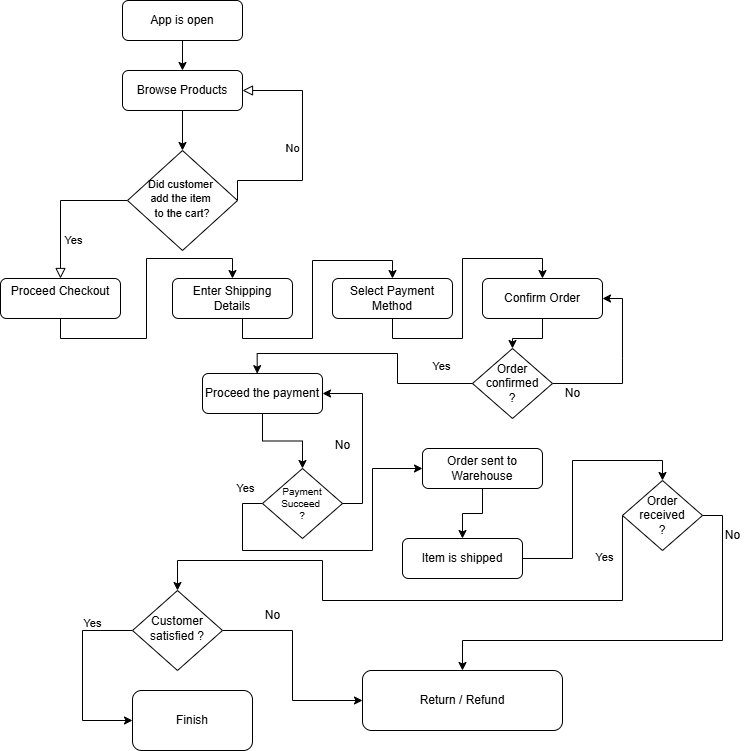 App is open
Browse Products
No
Did customer
add the item
to the cart?
Yes
Proceed Checkout
Enter Shipping
Details
Select Payment
Method
Confirm Order
Yes
Order
confirmed
?
No
Proceed the payment
No
Yes
Payment
Succeed
?
Order sent to
Warehouse
Item is shipped
Order
received
?
Yes
No
Customer
satisfied ?
Yes
No
Finish
Return / Refund